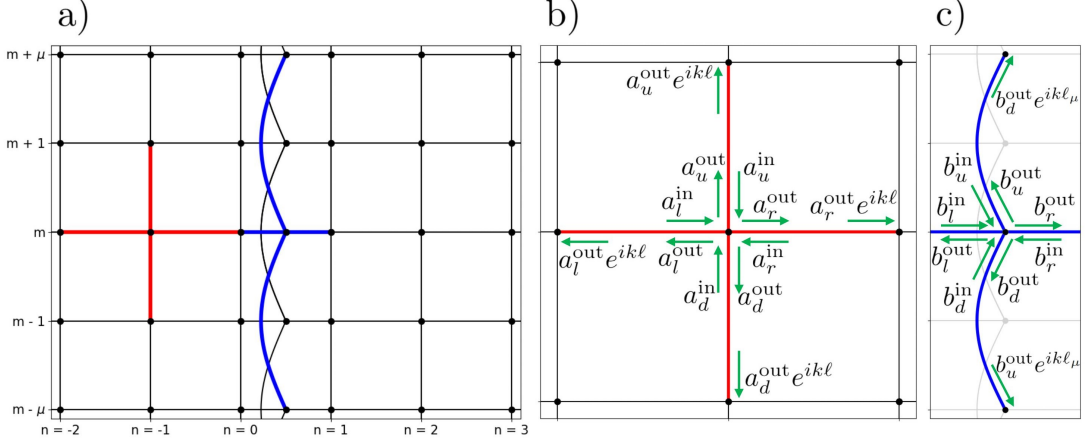 a)
m + μ
m + 1
m
m - 1
m - μ
n = -2
n = -1
n = 0
n = 1
n = 2
n = 3
b)
a_u^out e^{ikℓ}
a_u^out
a_u^in
a_l^in
a_r^out
a_r^out e^{ikℓ}
a_l^out e^{ikℓ}
a_l^out
a_r^in
a_d^in
a_d^out
a_d^out e^{ikℓ}
c)
b_d^out e^{ikℓ_μ}
b_u^in
b_u^out
b_l^in
b_r^out
b_l^out
b_r^in
b_d^in
b_d^out
b_u^out e^{ikℓ_μ}